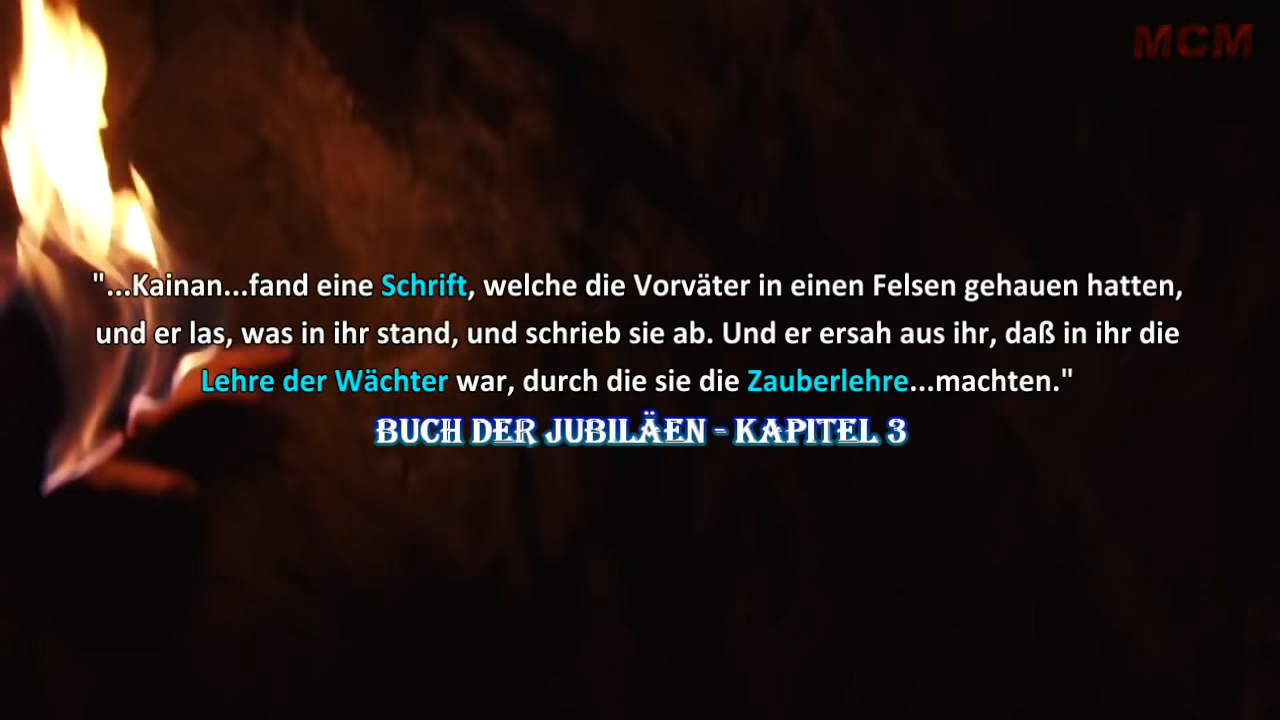 MCM
"...Kainan...fand eine Schrift, welche die Vorväter in einen Felsen gehauen hatten,
und er las, was in ihr stand, und schrieb sie ab. Und er ersah aus ihr, daß in ihr die
Lehre der Wächter war, durch die sie die Zauberlehre...machten."
BUCH DER JUBILÄEN - KAPITEL 3